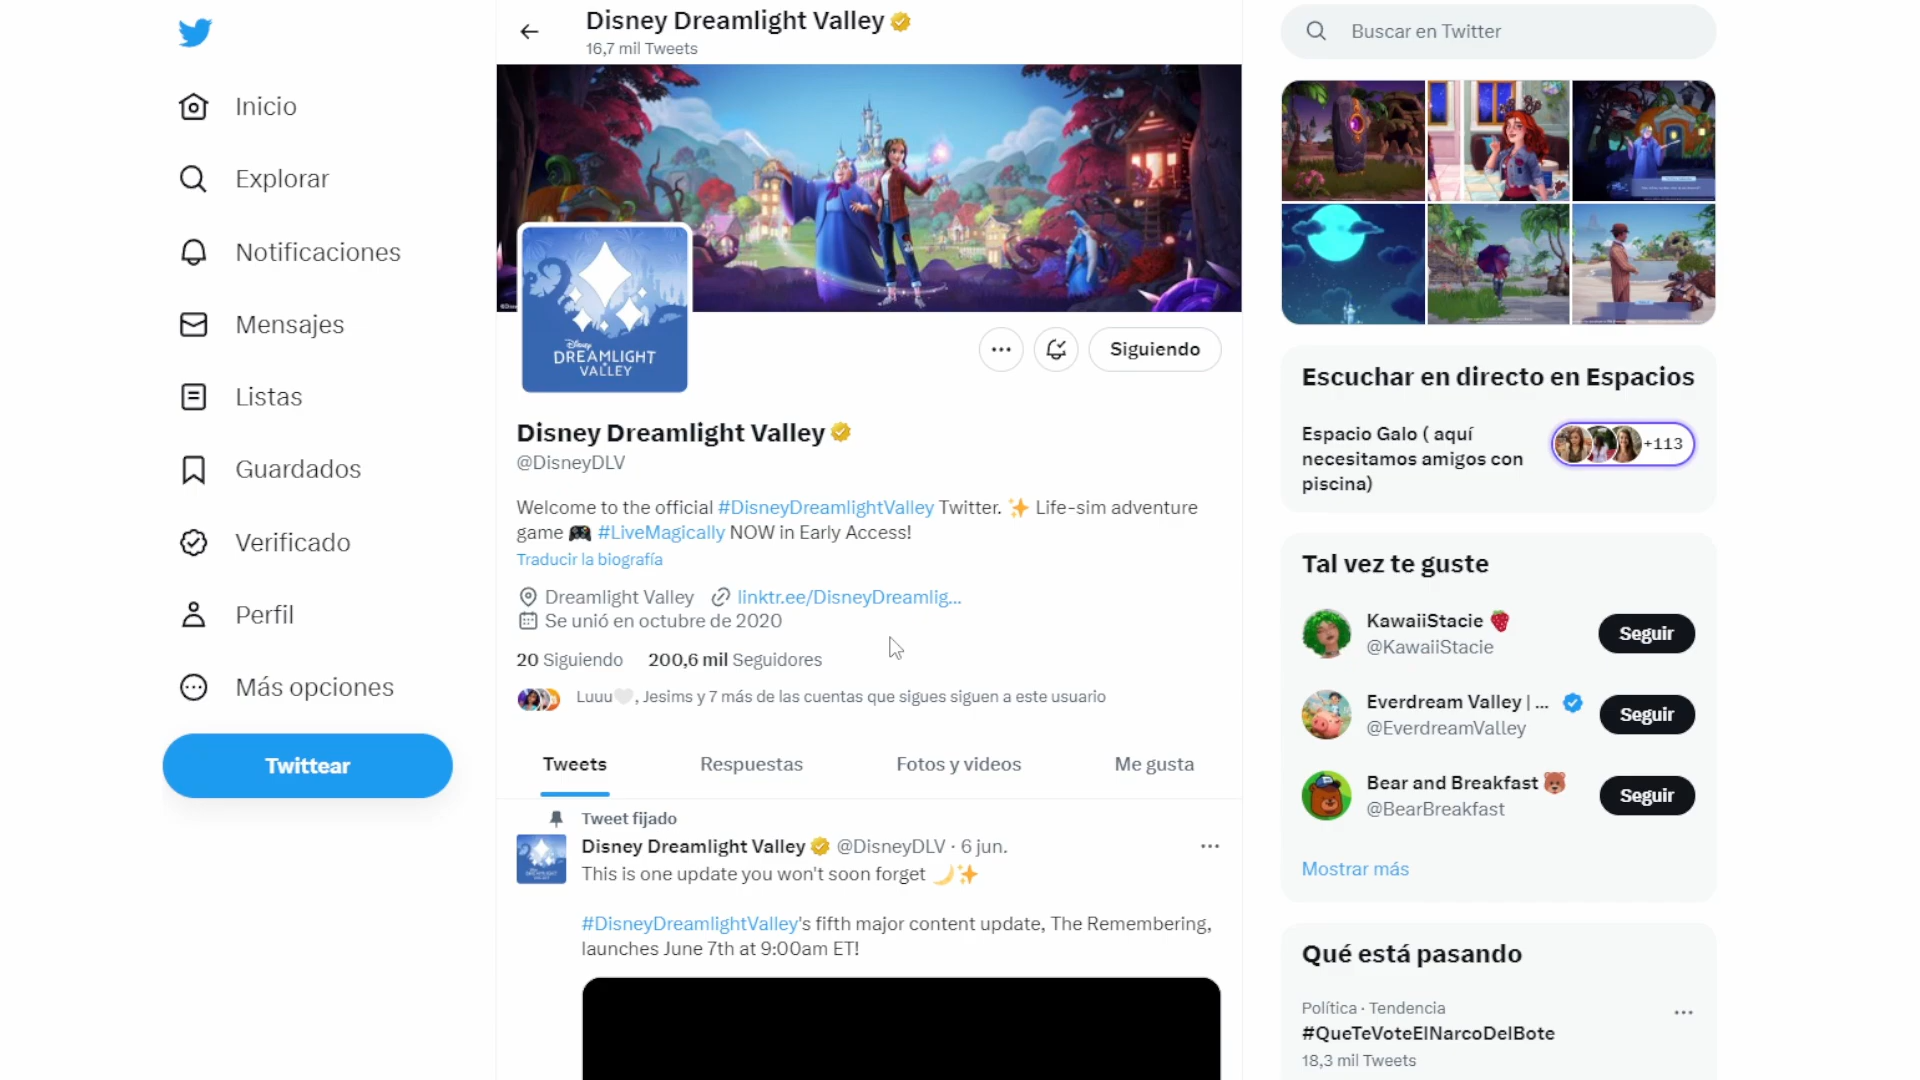 Inicio
Explorar
Notificaciones
Mensajes
Listas
Guardados
Verificado
Perfil
Más opciones
Twittear
Disney Dreamlight Valley
16,7 mil Tweets
Disney
DREAMLIGHT
VALLEY
Siguiendo
Disney Dreamlight Valley
@DisneyDLV
Welcome to the official #DisneyDreamlightValley Twitter. ✨ Life-sim adventure
game 🎮 #LiveMagically NOW in Early Access!
Traducir la biografía
Dreamlight Valley linktr.ee/DisneyDreamlig...
Se unió en octubre de 2020
20 Siguiendo 200,6 mil Seguidores
Luuu🤍, Jesims y 7 más de las cuentas que sigues siguen a este usuario
Tweets Respuestas Fotos y videos Me gusta
Tweet fijado
Disney Dreamlight Valley @DisneyDLV · 6 jun.
This is one update you won't soon forget 🌙✨
#DisneyDreamlightValley's fifth major content update, The Remembering,
launches June 7th at 9:00am ET!
Buscar en Twitter
Escuchar en directo en Espacios
Espacio Galo ( aquí
necesitamos amigos con
piscina)
+113
Tal vez te guste
KawaiiStacie 🍓
@KawaiiStacie
Seguir
Everdream Valley | ...
@EverdreamValley
Seguir
Bear and Breakfast 🐻
@BearBreakfast
Seguir
Mostrar más
Qué está pasando
Política · Tendencia
#QueTeVoteElNarcoDelBote
18,3 mil Tweets